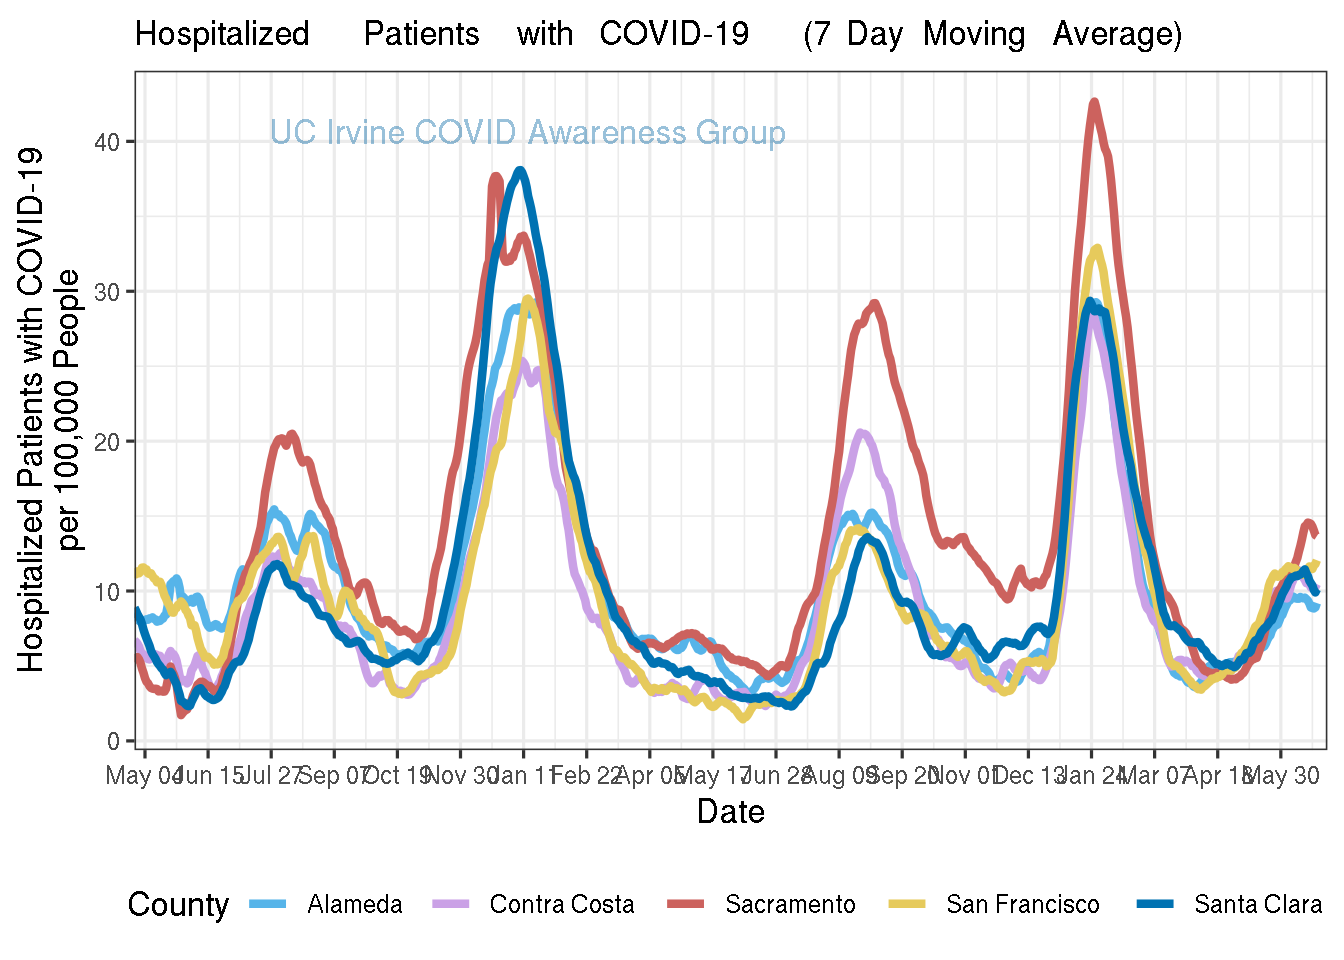 Hospitalized Patients with COVID-19 (7 Day Moving Average)
UC Irvine COVID Awareness Group
Hospitalized Patients with COVID-19
per 100,000 People
40
30
20
10
0
May 04 Jun 15 Jul 27 Sep 07 Oct 19 Nov 30 Jan 11 Feb 22 Apr 05 May 17 Jun 28 Aug 09 Sep 20 Nov 01 Dec 13 Jan 24 Mar 07 Apr 18 May 30
Date
County Alameda Contra Costa Sacramento San Francisco Santa Clara